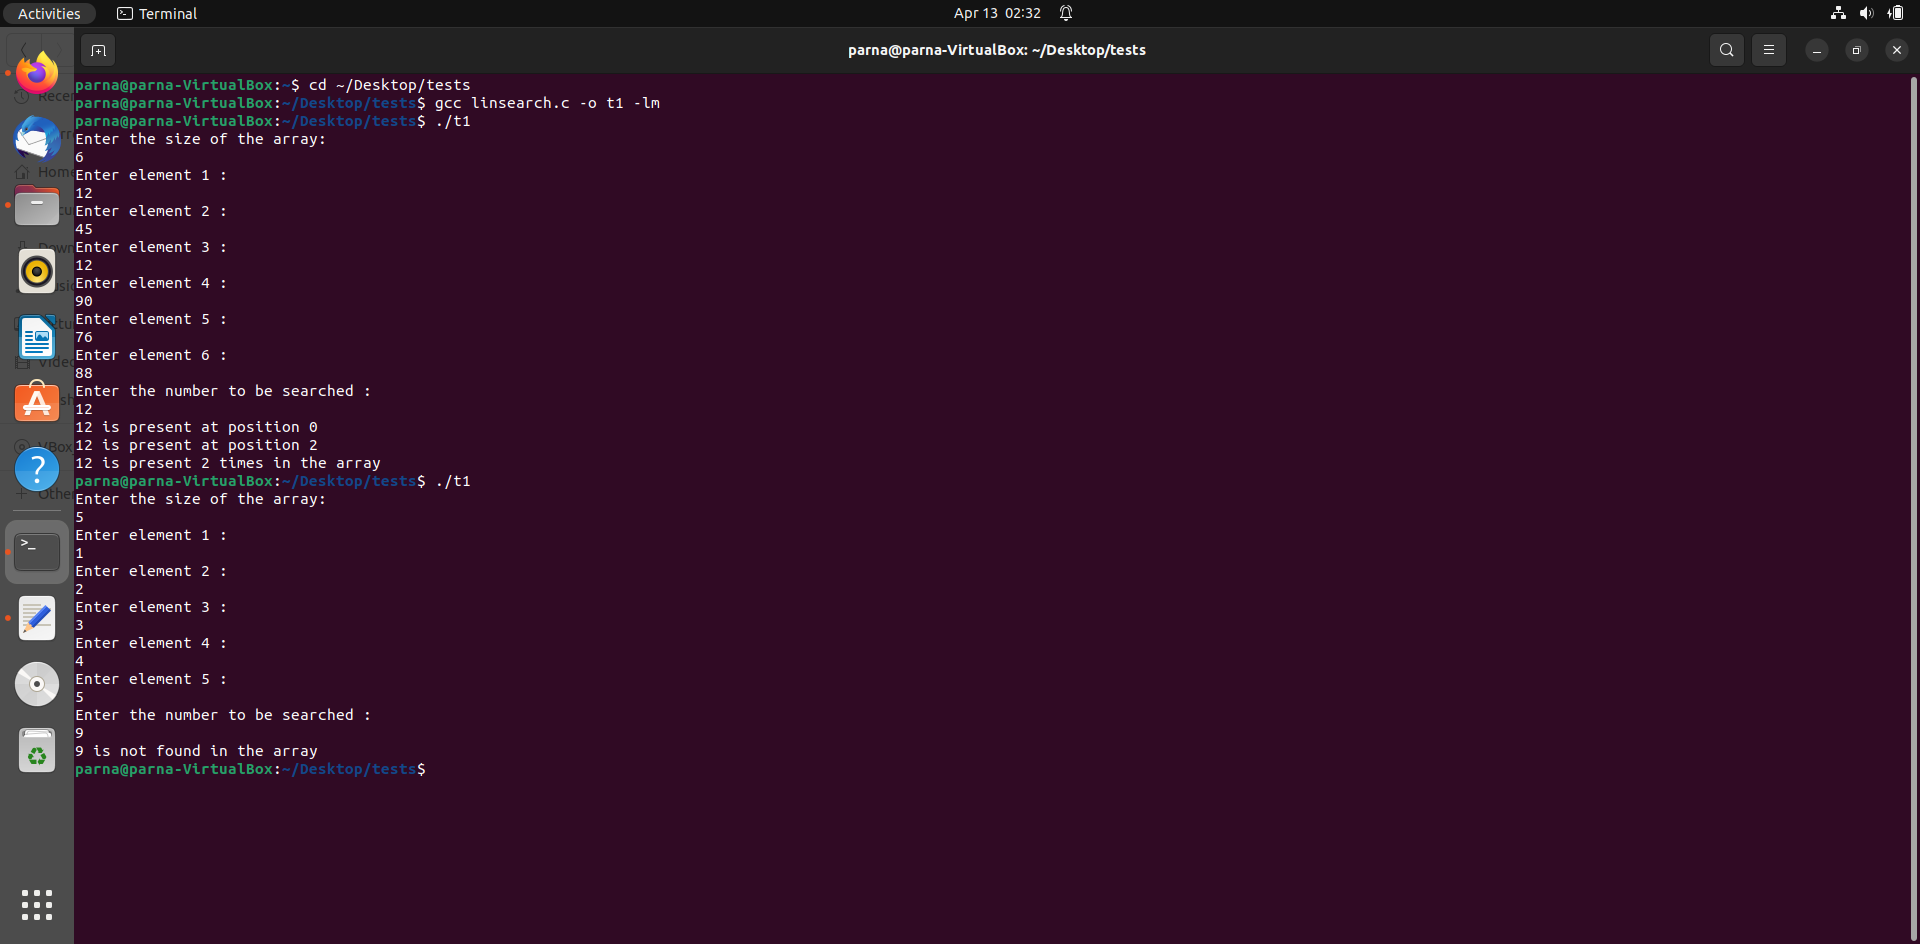 Activities
Terminal
Apr 13 02:32
parna@parna-VirtualBox: ~/Desktop/tests
parna@parna-VirtualBox:~$ cd ~/Desktop/tests
parna@parna-VirtualBox:~/Desktop/tests$ gcc linsearch.c -o t1 -lm
parna@parna-VirtualBox:~/Desktop/tests$ ./t1
Enter the size of the array:
6
Enter element 1 :
12
Enter element 2 :
45
Enter element 3 :
12
Enter element 4 :
90
Enter element 5 :
76
Enter element 6 :
88
Enter the number to be searched :
12
12 is present at position 0
12 is present at position 2
12 is present 2 times in the array
parna@parna-VirtualBox:~/Desktop/tests$ ./t1
Enter the size of the array:
5
Enter element 1 :
1
Enter element 2 :
2
Enter element 3 :
3
Enter element 4 :
4
Enter element 5 :
5
Enter the number to be searched :
9
9 is not found in the array
parna@parna-VirtualBox:~/Desktop/tests$